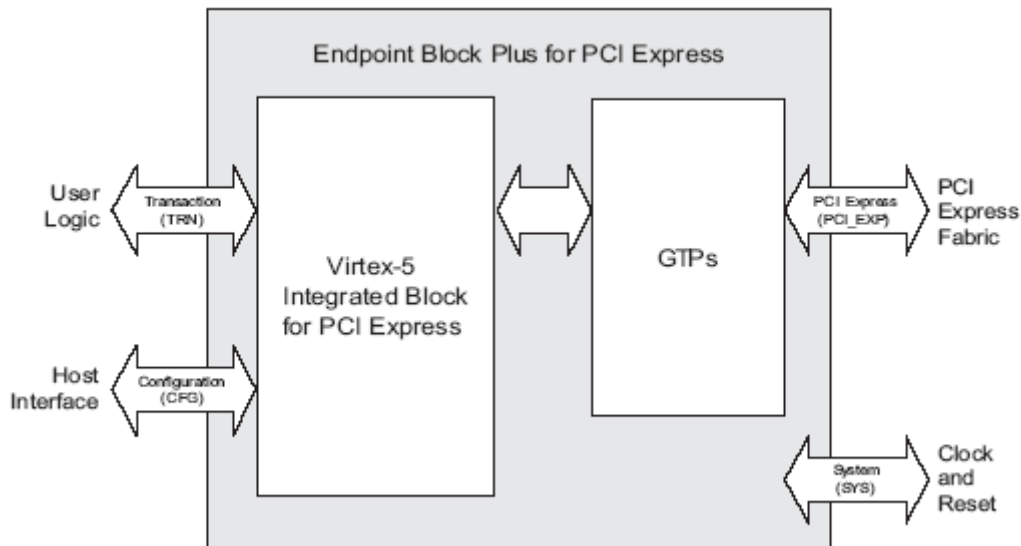 Endpoint Block Plus for PCI Express
User
Logic
Transaction
(TRN)
Virtex-5
Integrated Block
for PCI Express
GTPs
PCI Express
(PCI_EXP)
PCI
Express
Fabric
Host
Interface
Configuration
(CFG)
System
(SYS)
Clock
and
Reset